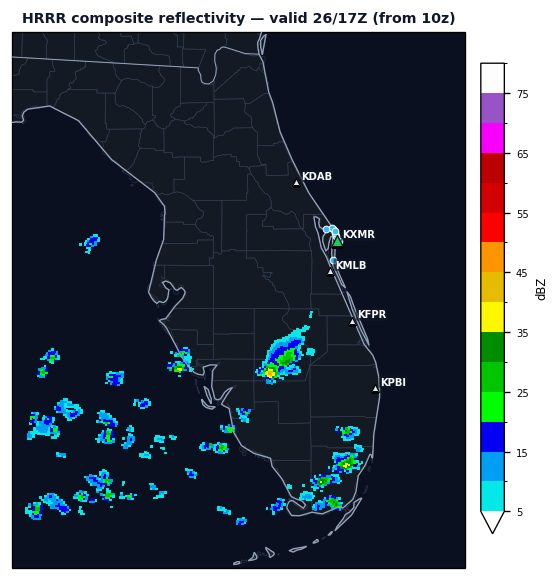 HRRR composite reflectivity — valid 26/17Z (from 10z)
KDAB
KXMR
KMLB
KFPR
KPBI
75
65
55
45
35
25
15
5
dBZ